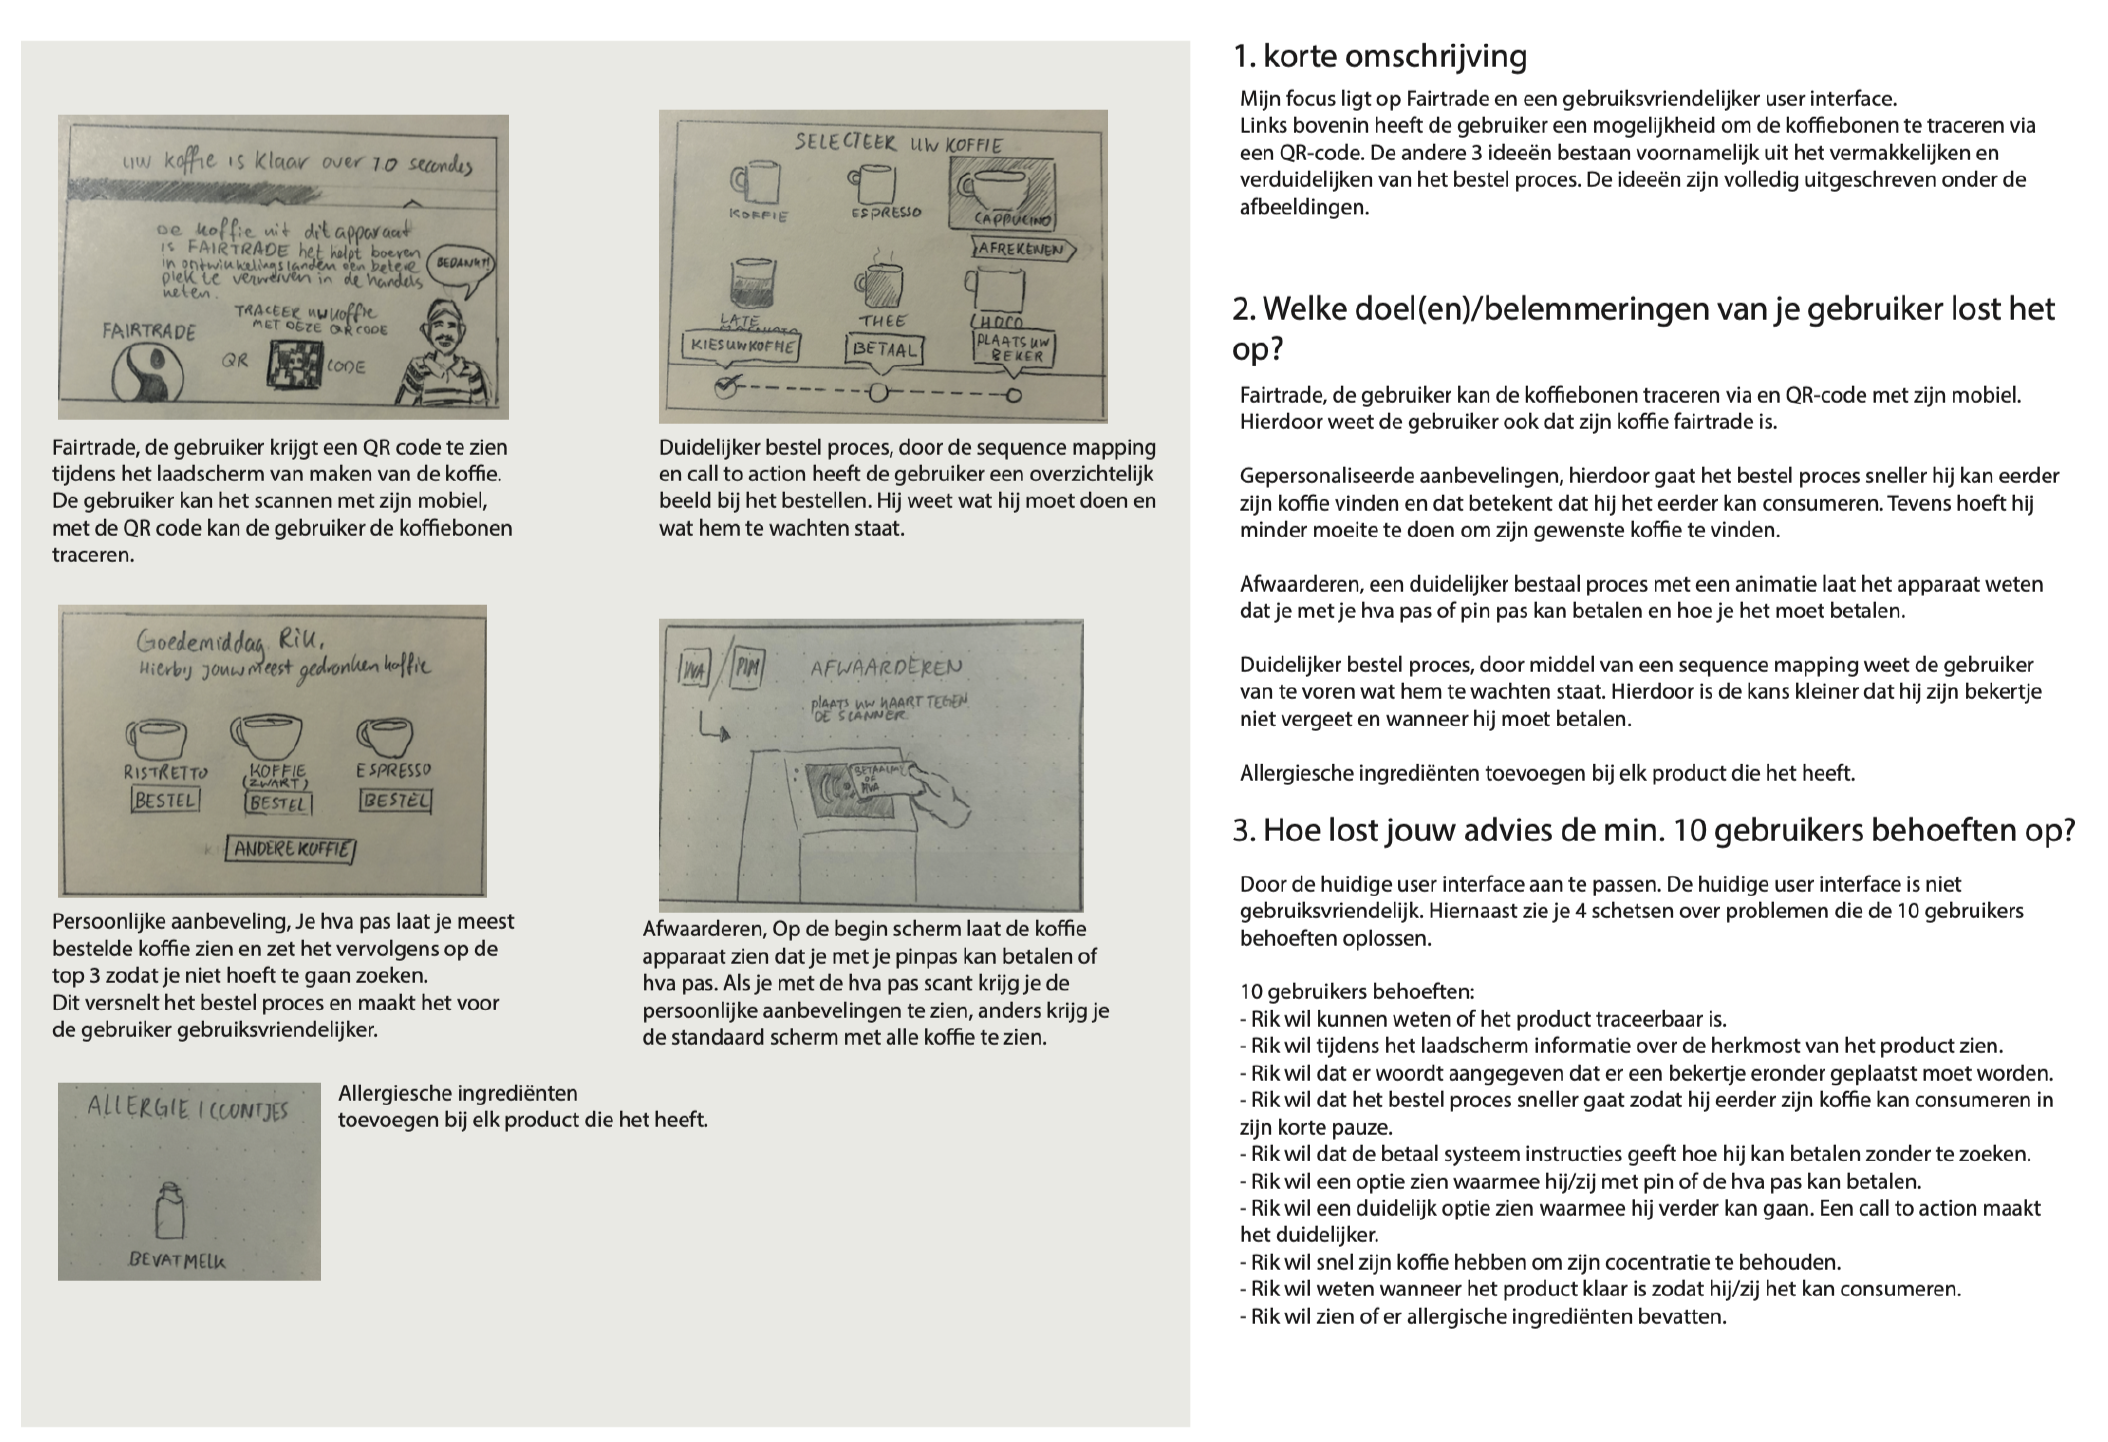 UW koffie is klaar over 10 secondes
De koffie uit dit apparaat
is FAIRTRADE het helpt boeren
in ontwikkelingslanden een betere
plek te verwerven in de handels
keten.
BEDANKT!
TRACEER UW koffie
MET DEZE QR CODE
FAIRTRADE
QR
CODE
Fairtrade, de gebruiker krijgt een QR code te zien
tijdens het laadscherm van maken van de koffie.
De gebruiker kan het scannen met zijn mobiel,
met de QR code kan de gebruiker de koffiebonen
traceren.
SELECTEER UW KOFFIE
KOFFIE
ESPRESSO
CAPPUCINO
AFREKENEN
LATE
THEE
CHOCO
KIES UW KOFFIE
BETAAL
PLAATS UW
BEKER
Duidelijker bestel proces, door de sequence mapping
en call to action heeft de gebruiker een overzichtelijk
beeld bij het bestellen. Hij weet wat hij moet doen en
wat hem te wachten staat.
Goedemiddag Rik,
Hierbij jouw meest gedronken koffie
RISTRETTO
KOFFIE
(ZWART)
ESPRESSO
BESTEL
BESTEL
BESTEL
ANDERE KOFFIE
Persoonlijke aanbeveling, Je hva pas laat je meest
bestelde koffie zien en zet het vervolgens op de
top 3 zodat je niet hoeft te gaan zoeken.
Dit versnelt het bestel proces en maakt het voor
de gebruiker gebruiksvriendelijker.
AFWAARDEREN
PLAATS UW KAART TEGEN
DE SCANNER.
OF
HVA
Afwaarderen, Op de begin scherm laat de koffie
apparaat zien dat je met je pinpas kan betalen of
hva pas. Als je met de hva pas scant krijg je de
persoonlijke aanbevelingen te zien, anders krijg je
de standaard scherm met alle koffie te zien.
ALLERGIE ICCONTJES
BEVAT MELK
Allergiesche ingrediënten
toevoegen bij elk product die het heeft.
1. korte omschrijving
Mijn focus ligt op Fairtrade en een gebruiksvriendelijker user interface.
Links bovenin heeft de gebruiker een mogelijkheid om de koffiebonen te traceren via
een QR-code. De andere 3 ideeën bestaan voornamelijk uit het vermakkelijken en
verduidelijken van het bestel proces. De ideeën zijn volledig uitgeschreven onder de
afbeeldingen.
2. Welke doel(en)/belemmeringen van je gebruiker lost het
op?
Fairtrade, de gebruiker kan de koffiebonen traceren via en QR-code met zijn mobiel.
Hierdoor weet de gebruiker ook dat zijn koffie fairtrade is.
Gepersonaliseerde aanbevelingen, hierdoor gaat het bestel proces sneller hij kan eerder
zijn koffie vinden en dat betekent dat hij het eerder kan consumeren. Tevens hoeft hij
minder moeite te doen om zijn gewenste koffie te vinden.
Afwaarderen, een duidelijker bestaal proces met een animatie laat het apparaat weten
dat je met je hva pas of pin pas kan betalen en hoe je het moet betalen.
Duidelijker bestel proces, door middel van een sequence mapping weet de gebruiker
van te voren wat hem te wachten staat. Hierdoor is de kans kleiner dat hij zijn bekertje
niet vergeet en wanneer hij moet betalen.
Allergiesche ingrediënten toevoegen bij elk product die het heeft.
3. Hoe lost jouw advies de min. 10 gebruikers behoeften op?
Door de huidige user interface aan te passen. De huidige user interface is niet
gebruiksvriendelijk. Hiernaast zie je 4 schetsen over problemen die de 10 gebruikers
behoeften oplossen.
10 gebruikers behoeften:
- Rik wil kunnen weten of het product traceerbaar is.
- Rik wil tijdens het laadscherm informatie over de herkmost van het product zien.
- Rik wil dat er woordt aangegeven dat er een bekertje eronder geplaatst moet worden.
- Rik wil dat het bestel proces sneller gaat zodat hij eerder zijn koffie kan consumeren in
zijn korte pauze.
- Rik wil dat de betaal systeem instructies geeft hoe hij kan betalen zonder te zoeken.
- Rik wil een optie zien waarmee hij/zij met pin of de hva pas kan betalen.
- Rik wil een duidelijk optie zien waarmee hij verder kan gaan. Een call to action maakt
het duidelijker.
- Rik wil snel zijn koffie hebben om zijn cocentratie te behouden.
- Rik wil weten wanneer het product klaar is zodat hij/zij het kan consumeren.
- Rik wil zien of er allergische ingrediënten bevatten.